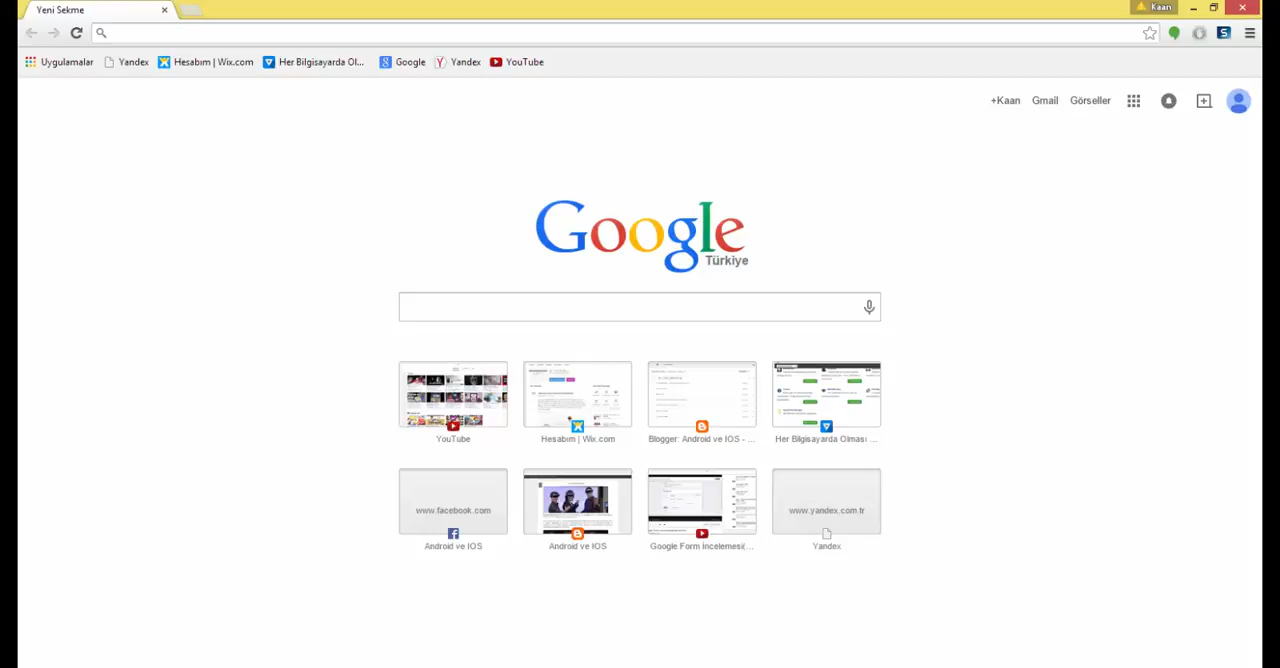 Yeni Sekme
Kaan
Uygulamalar Yandex Hesabım | Wix.com Her Bilgisayarda Ol... Google Yandex YouTube
+Kaan Gmail Görseller
Google
Türkiye
YouTube Hesabım | Wix.com Blogger: Android ve IOS - ... Her Bilgisayarda Olması ...
www.facebook.com www.yandex.com.tr
Android ve IOS Android ve IOS Google Form İncelemesi(... Yandex